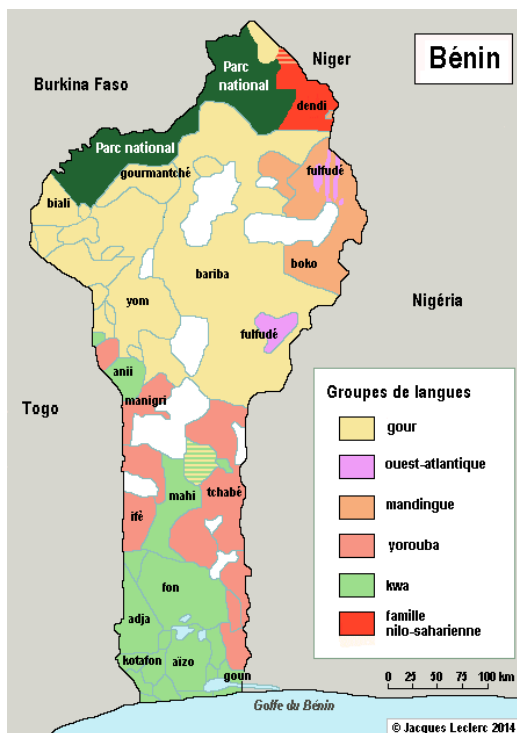 Bénin
Niger
Burkina Faso
Parc
national
dendi
Parc national
gourmantché
fulfudé
biali
boko
bariba
yom
Nigéria
fulfudé
anii
manigri
Togo
Groupes de langues
gour
ouest-atlantique
mandingue
yorouba
kwa
famille
nilo-saharienne
mahi
tchabé
ifè
fon
adja
kotafon
aïzo
goun
0 25 50 75 100 km
Golfe du Bénin
© Jacques Leclerc 2014